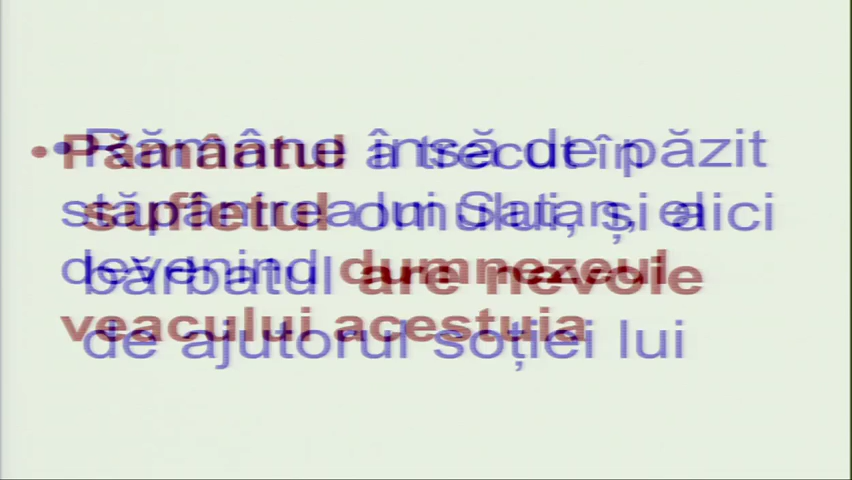 • Pământul a trecut în
stăpânirea lui Satan, el
devenind dumnezeul
veacului acestuia
• Rămâne însă de păzit
sufletul omului, și aici
bărbatul are nevoie
de ajutorul soției lui